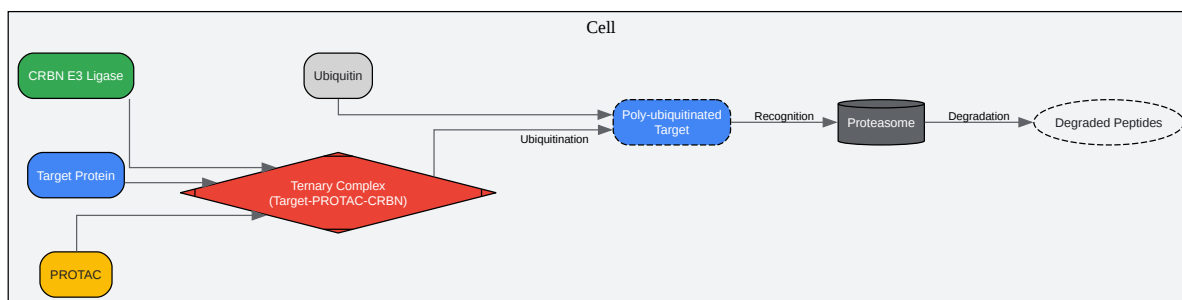 Cell
CRBN E3 Ligase
Ubiquitin
Target Protein
PROTAC
Ternary Complex
(Target-PROTAC-CRBN)
Ubiquitination
Poly-ubiquitinated
Target
Recognition
Proteasome
Degradation
Degraded Peptides